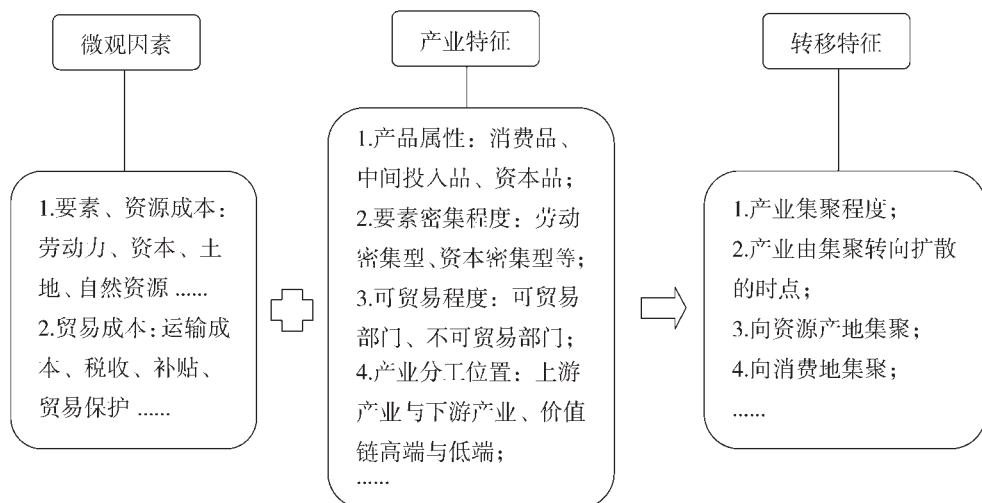 微观因素
1.要素、资源成本：
劳动力、资本、土
地、自然资源 ......
2.贸易成本：运输成
本、税收、补贴、
贸易保护 ......
产业特征
1.产品属性：消费品、
中间投入品、资本品；
2.要素密集程度：劳动
密集型、资本密集型等；
3.可贸易程度：可贸易
部门、不可贸易部门；
4.产业分工位置：上游
产业与下游产业、价值
链高端与低端；
......
转移特征
1.产业集聚程度；
2.产业由集聚转向扩散
的时点；
3.向资源产地集聚；
4.向消费地集聚；
......